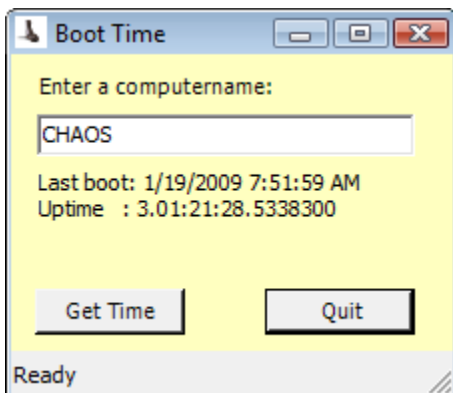 Boot Time
Enter a computername:
CHAOS
Last boot: 1/19/2009 7:51:59 AM
Uptime : 3.01:21:28.5338300
Get Time
Quit
Ready